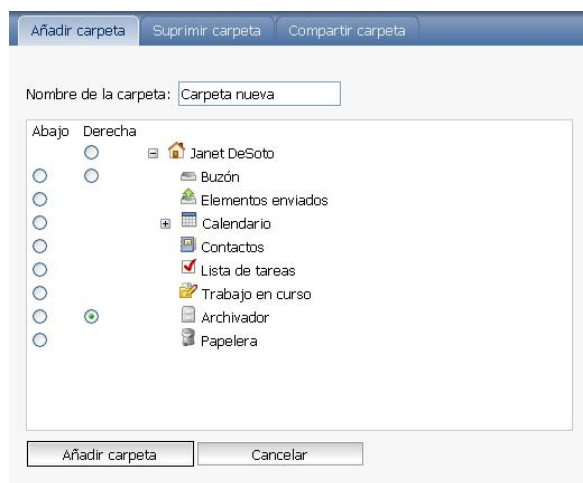 Añadir carpeta Suprimir carpeta Compartir carpeta
Nombre de la carpeta: Carpeta nueva
Abajo Derecha
Janet DeSoto
Buzón
Elementos enviados
Calendario
Contactos
Lista de tareas
Trabajo en curso
Archivador
Papelera
Añadir carpeta Cancelar